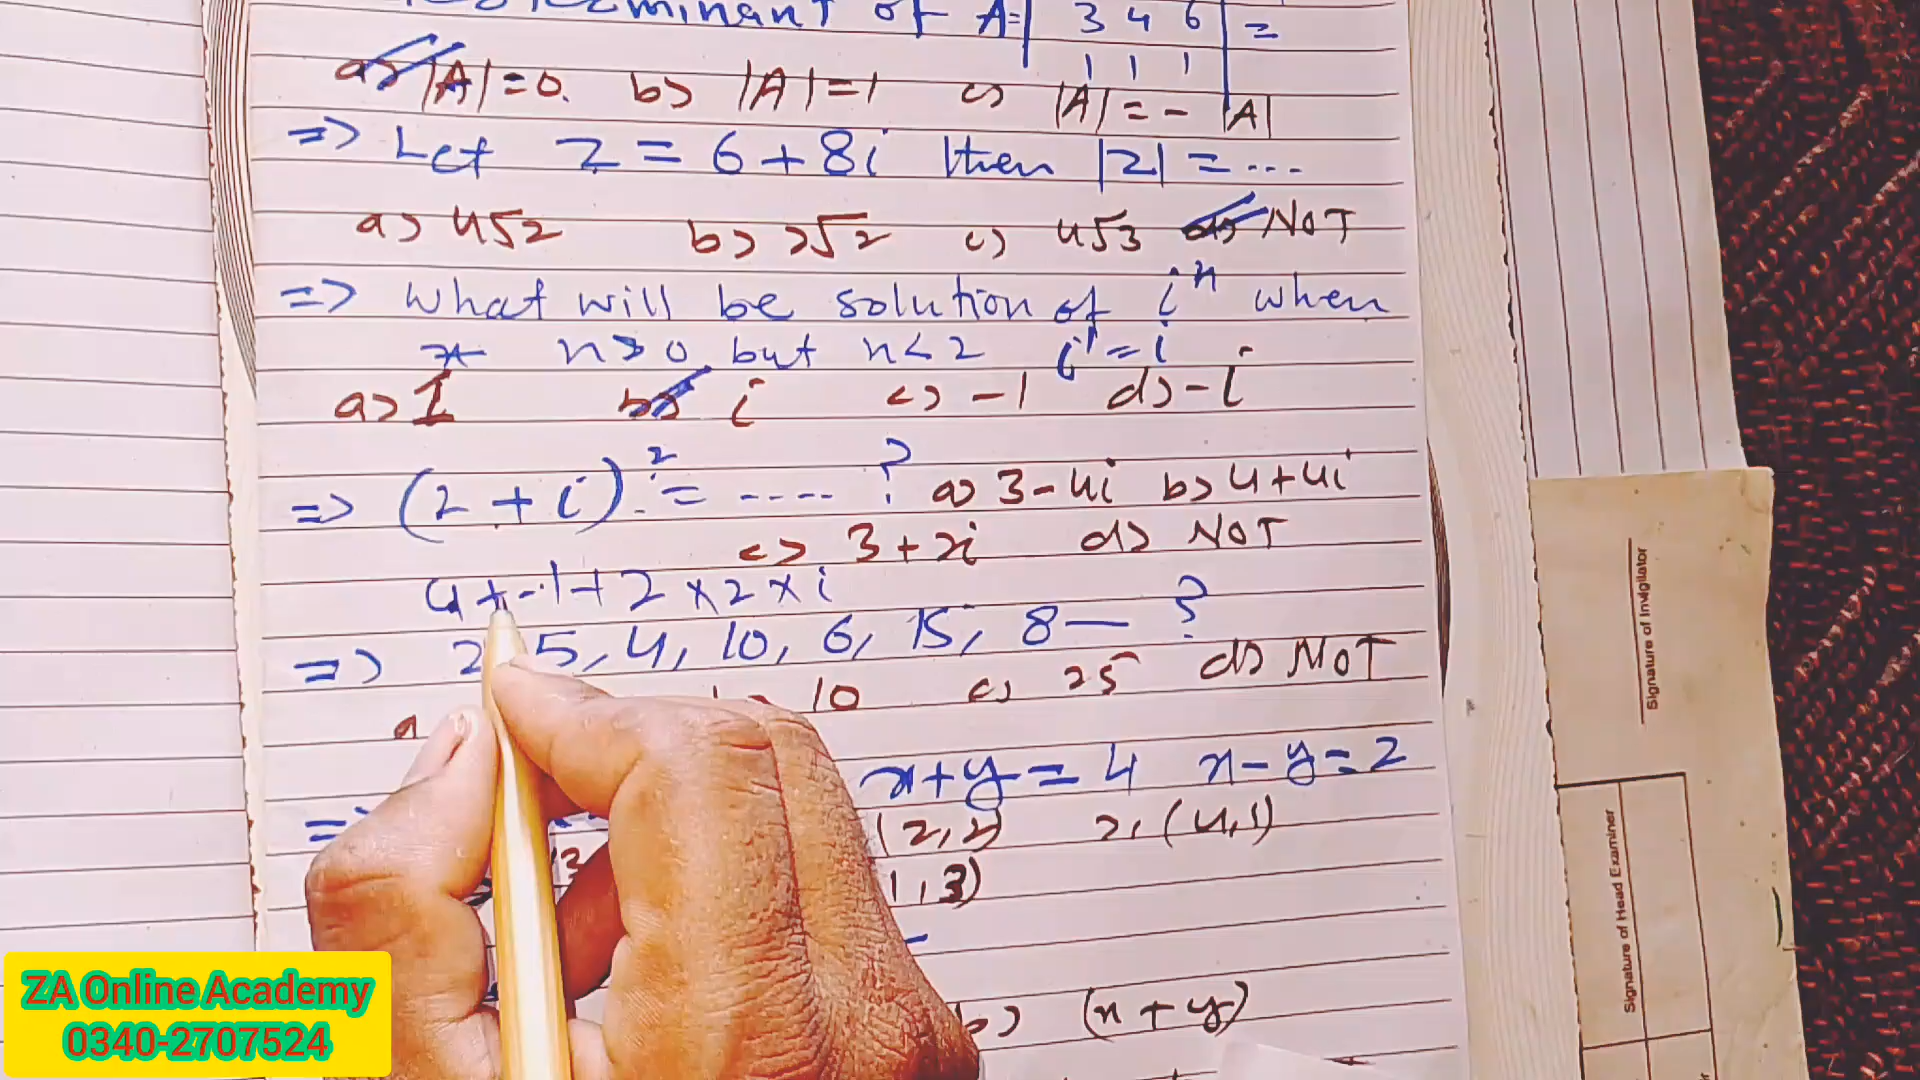 of A = | 3 4 6 | =
1 1 1
a) |A| = 0. b) |A| = 1 c) |A| = - |A|
=> Let Z = 6 + 8i then |Z| = ...
a) 4√2 b) 2√2 c) 4√3 d) NOT
=> What will be solution of i^n when
n > 0 but n < 2 i^1 = i
a) 1 b) i c) -1 d) -i
=> (2 + i)^2 = ---- ? a) 3 - 4i b) 4 + 4i
c) 3 + 2i d) NOT
4 + -1 + 2 × 2 × i
=> 2, 5, 4, 10, 6, 15, 8 — ?
a 10 c) 25 d) NOT
=> x + y = 4 x - y = 2
(2,2) 2, (4,1)
1,3)
b) (x + y)
Signature of Invigilator
Signature of Head Examiner
ZA Online Academy
0340-2707524